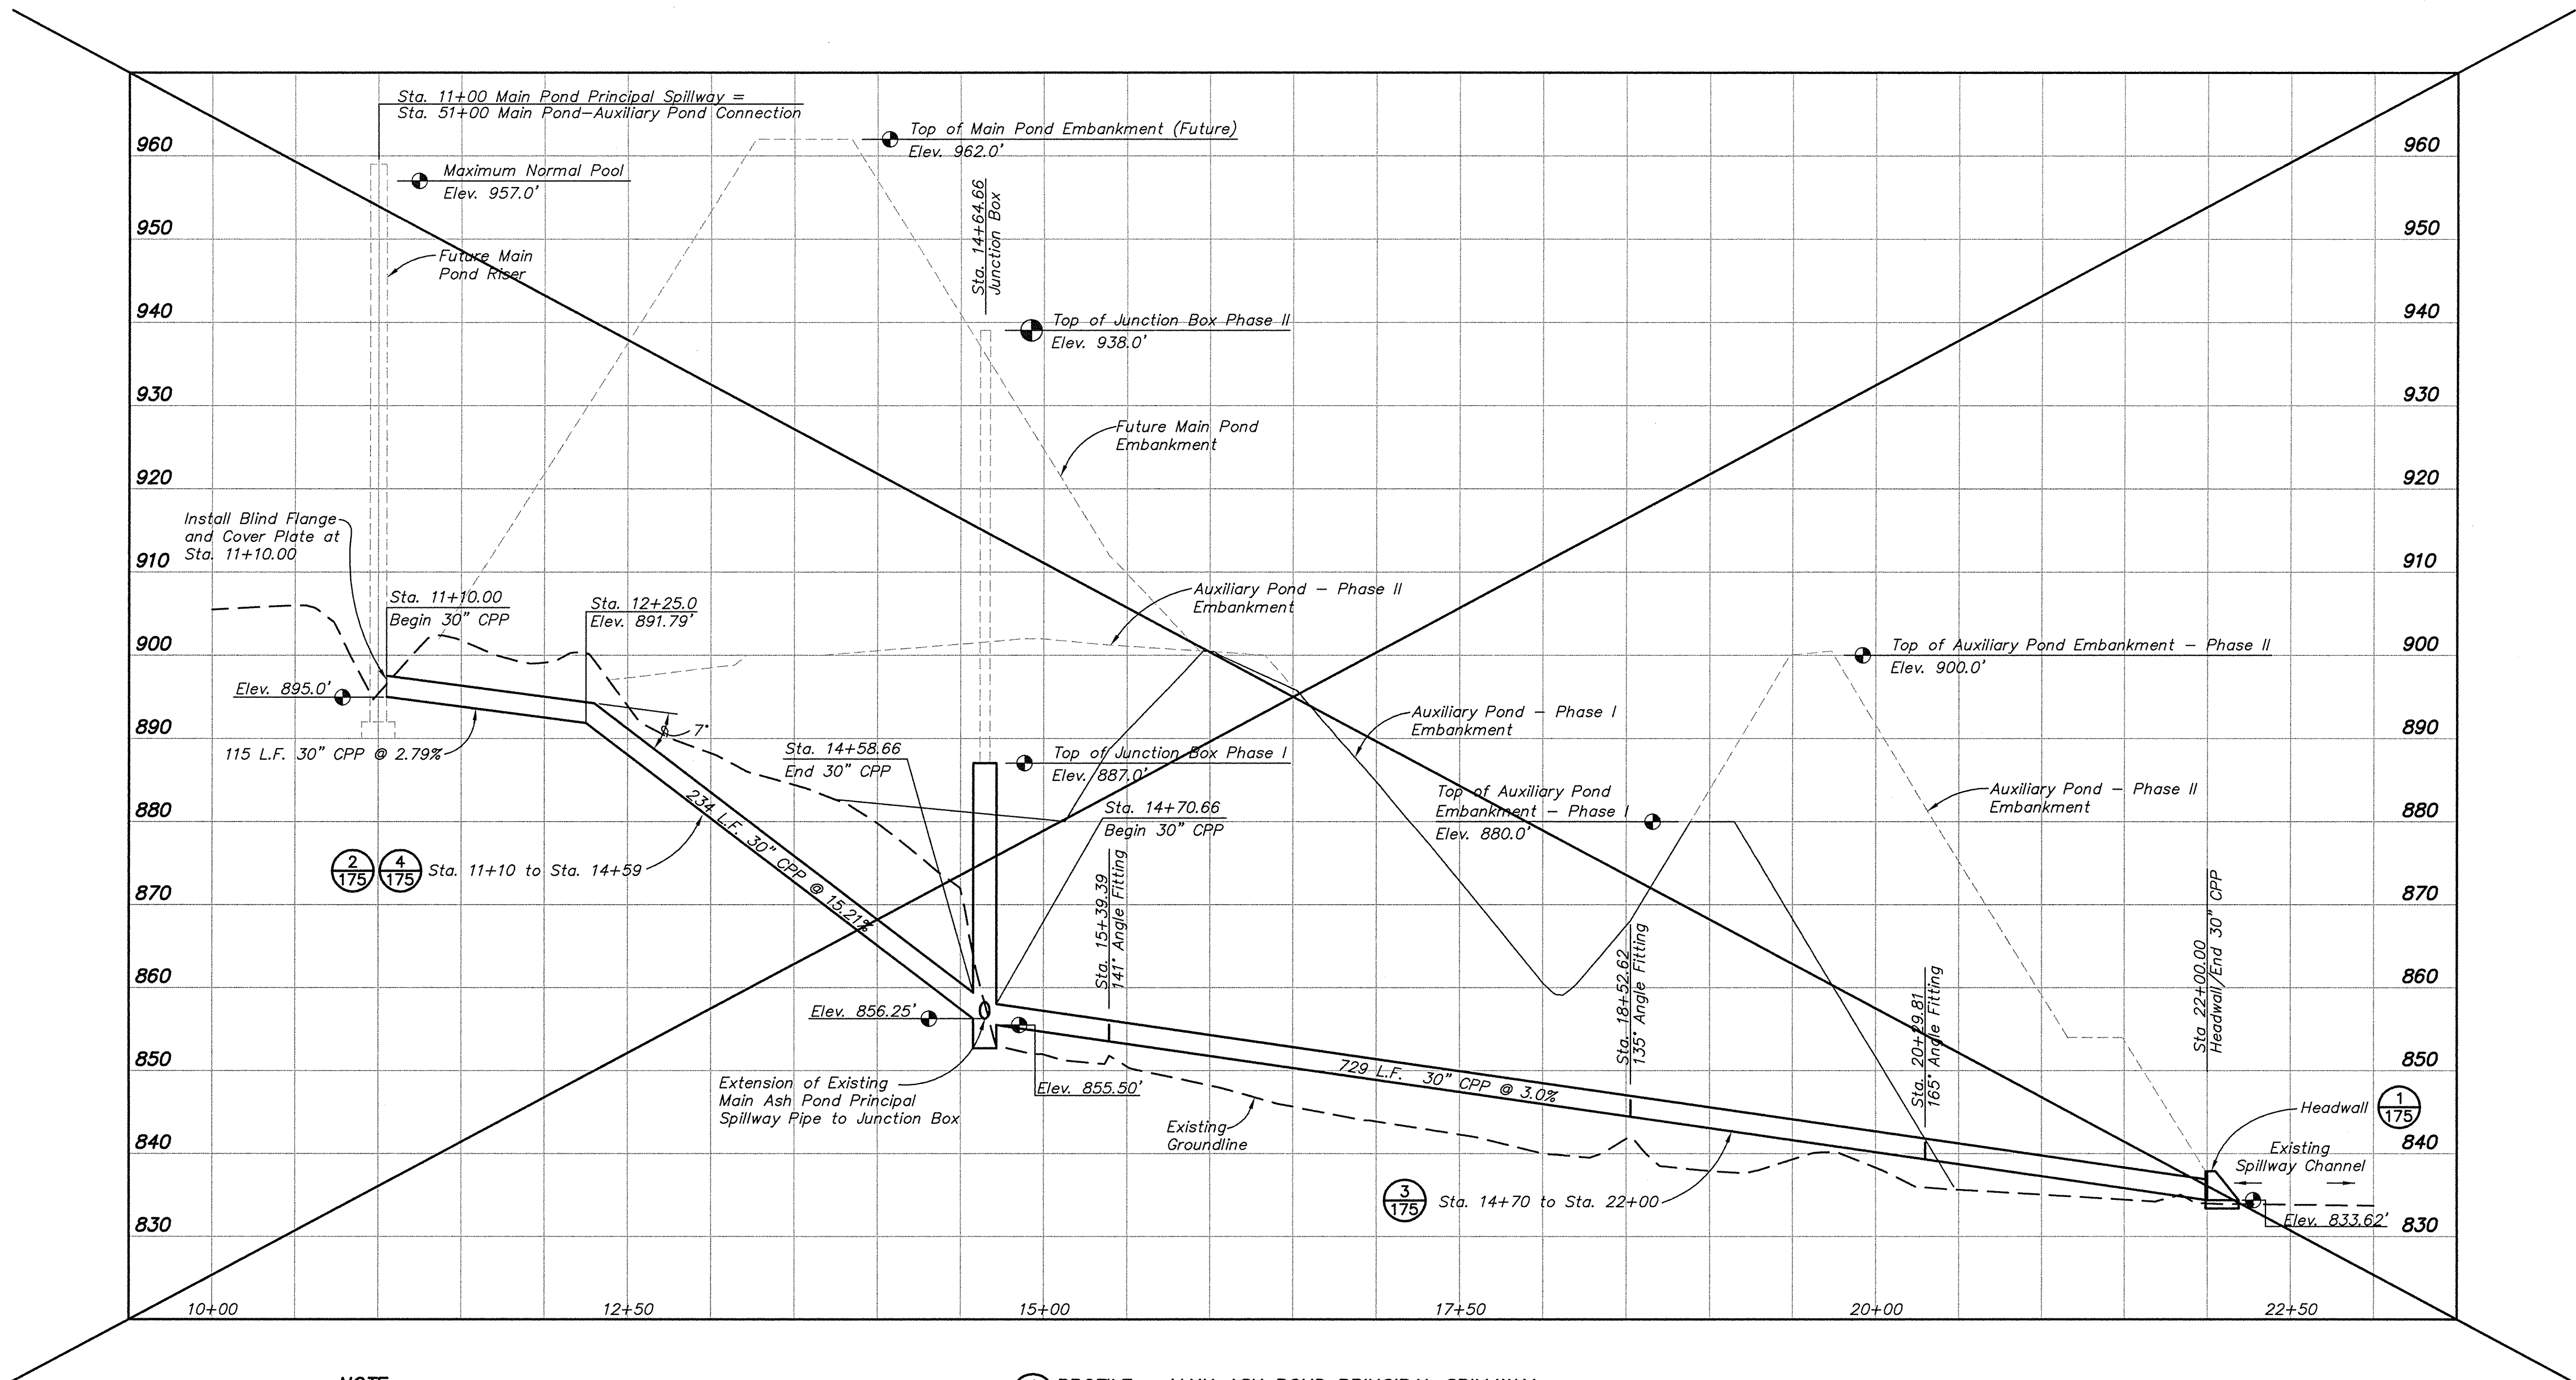 Sta. 11+00 Main Pond Principal Spillway =
Sta. 51+00 Main Pond-Auxiliary Pond Connection
Top of Main Pond Embankment (Future)
Elev. 962.0'
960
960
Maximum Normal Pool
Elev. 957.0'
Sta. 14+64.66
Junction Box
950
950
Future Main
Pond Riser
940
940
Top of Junction Box Phase II
Elev. 938.0'
930
930
Future Main Pond
Embankment
920
920
Install Blind Flange
and Cover Plate at
Sta. 11+10.00
910
910
Sta. 11+10.00
Begin 30" CPP
Sta. 12+25.0
Elev. 891.79'
Auxiliary Pond - Phase II
Embankment
900
900
Top of Auxiliary Pond Embankment - Phase II
Elev. 900.0'
Elev. 895.0'
Auxiliary Pond - Phase I
Embankment
890
890
7°
115 L.F. 30" CPP @ 2.79%
Sta. 14+58.66
End 30" CPP
Top of Junction Box Phase I
Elev. 887.0'
Top of Auxiliary Pond
Embankment - Phase I
Elev. 880.0'
Auxiliary Pond - Phase II
Embankment
880
880
Sta. 14+70.66
Begin 30" CPP
234 L.F. 30" CPP @ 15.21%
2
175
4
175
Sta. 11+10 to Sta. 14+59
870
870
Sta. 15+39.39
141° Angle Fitting
Sta. 18+52.62
135° Angle Fitting
Sta. 20+29.81
165° Angle Fitting
Sta 22+00.00
Headwall/End 30" CPP
860
860
Elev. 856.25'
850
850
Elev. 855.50'
729 L.F. 30" CPP @ 3.0%
Extension of Existing
Main Ash Pond Principal
Spillway Pipe to Junction Box
Existing
Groundline
Headwall
1
175
840
840
Existing
Spillway Channel
3
175
Sta. 14+70 to Sta. 22+00
Elev. 833.62'
830
830
10+00
12+50
15+00
17+50
20+00
22+50